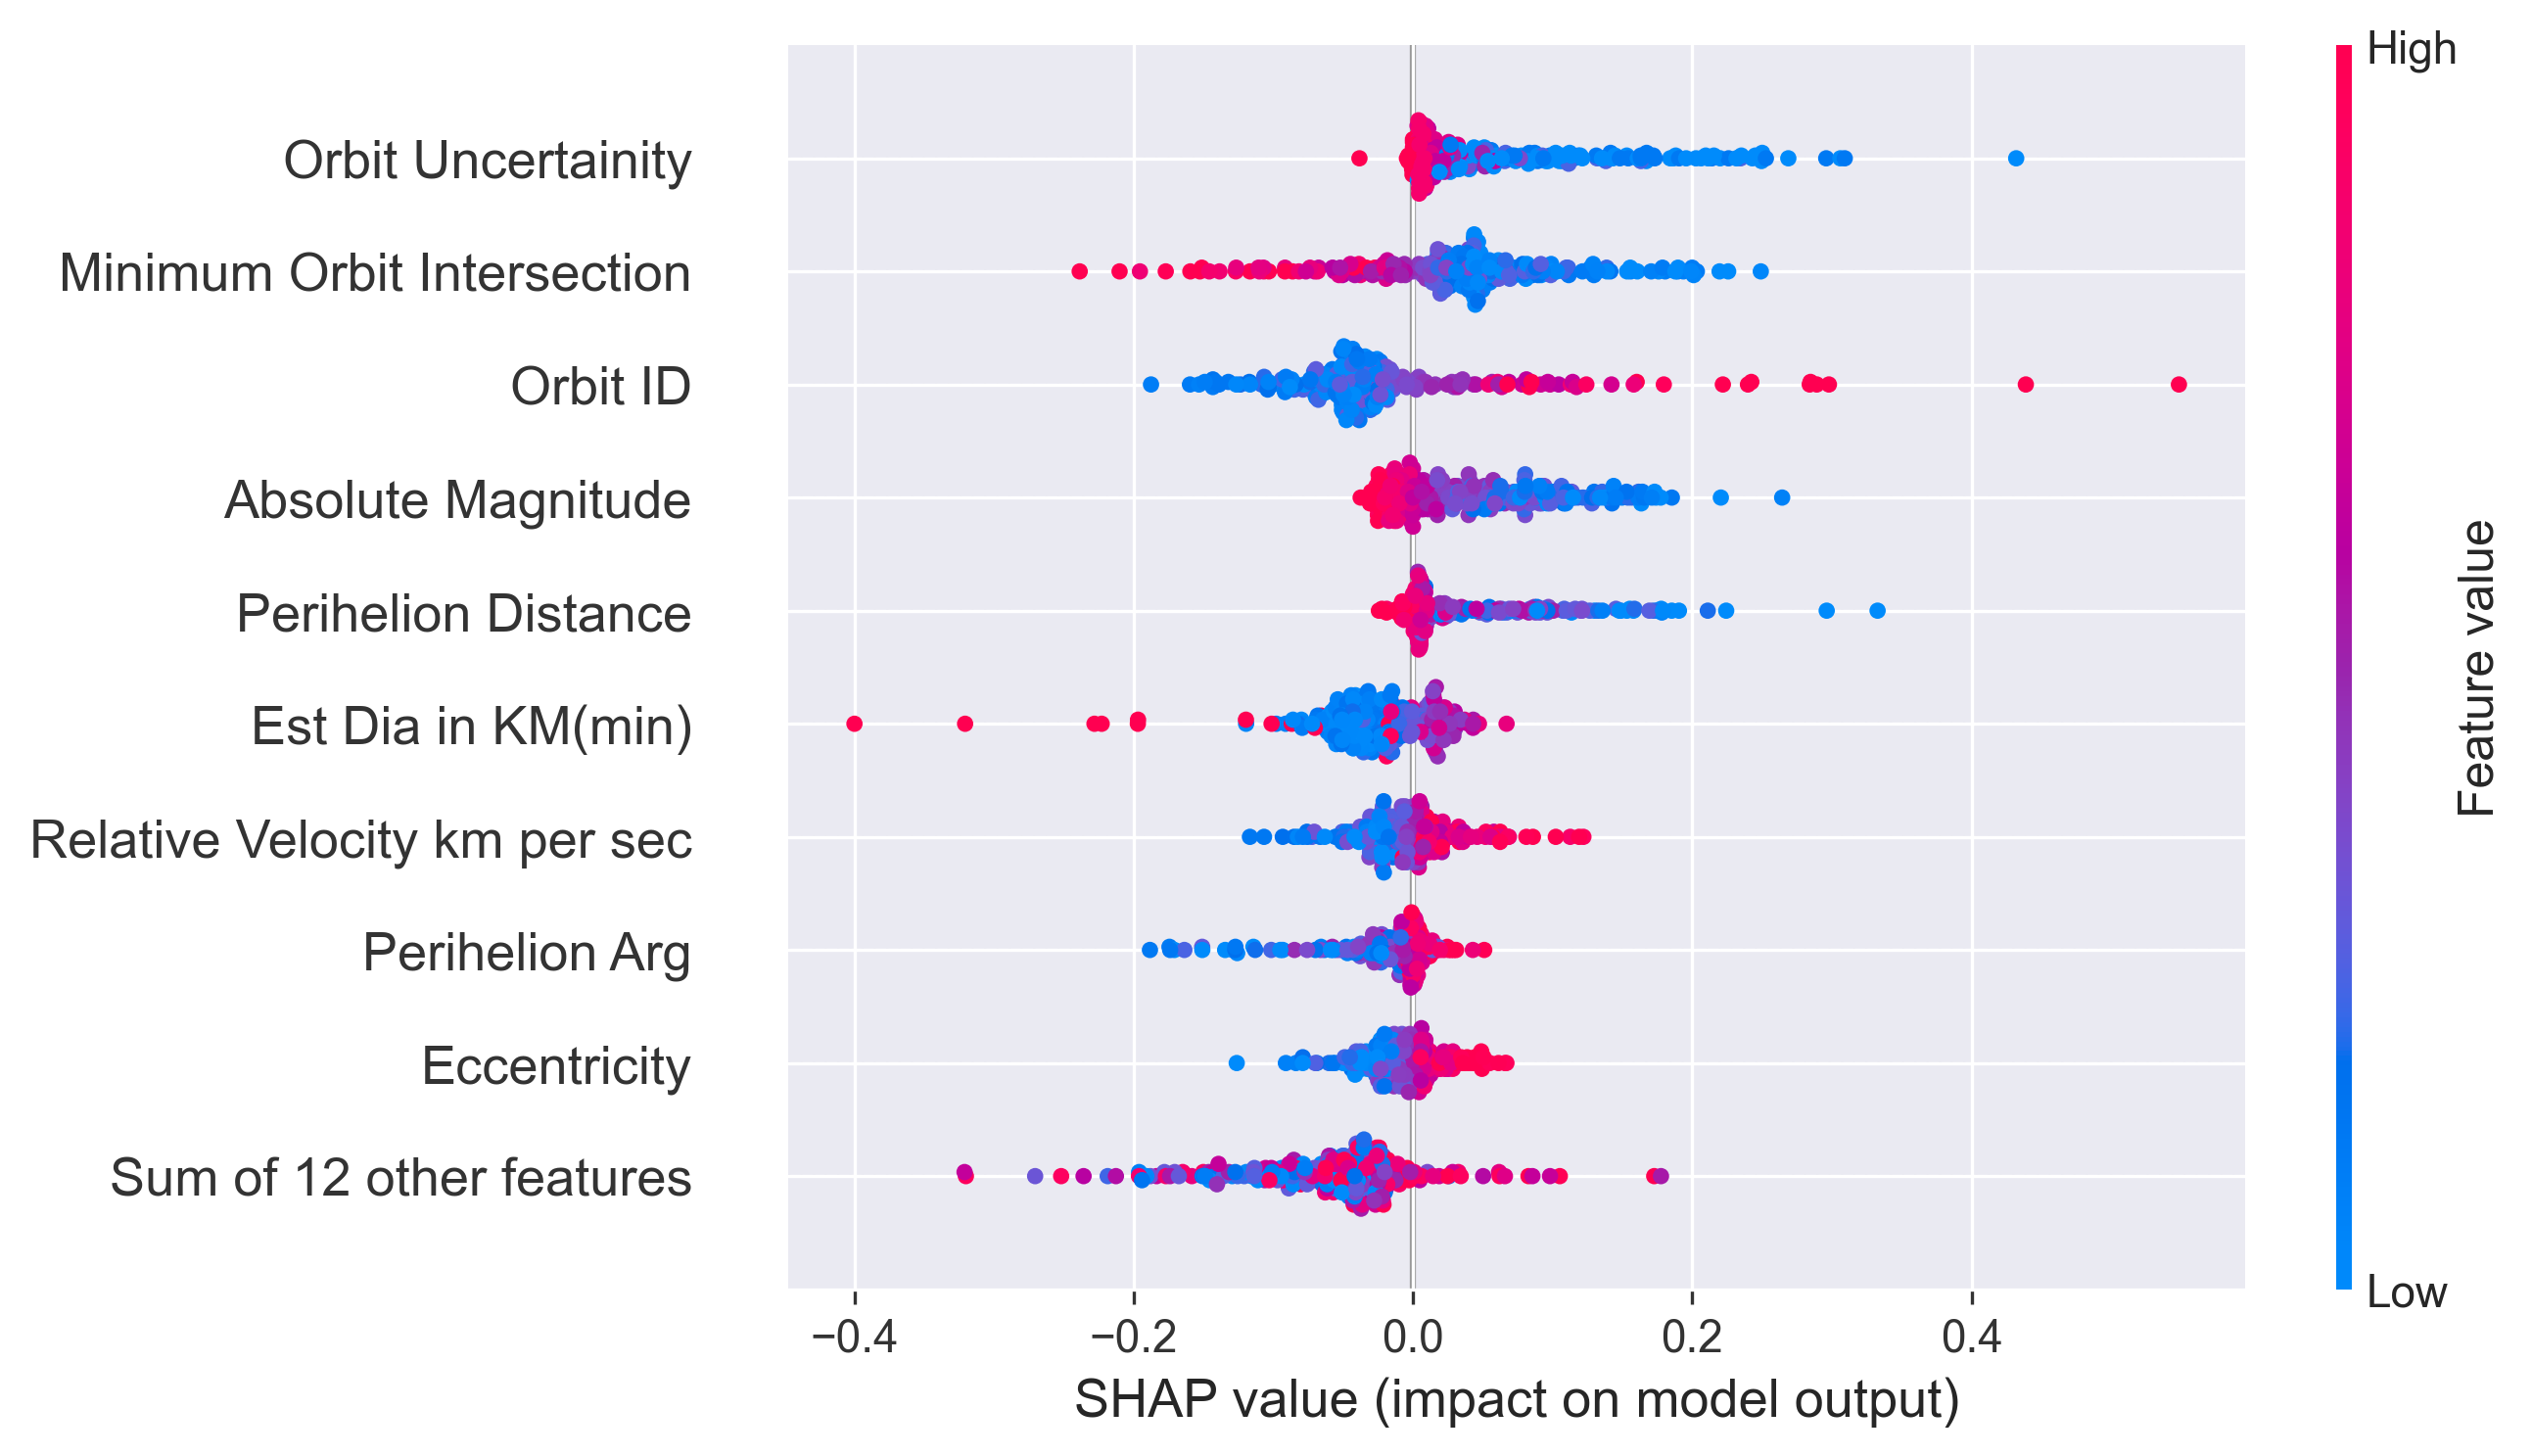 High
Orbit Uncertainity
Minimum Orbit Intersection
Orbit ID
Absolute Magnitude
Perihelion Distance
Est Dia in KM(min)
Relative Velocity km per sec
Perihelion Arg
Eccentricity
Sum of 12 other features
Feature value
Low
−0.4 −0.2 0.0 0.2 0.4
SHAP value (impact on model output)